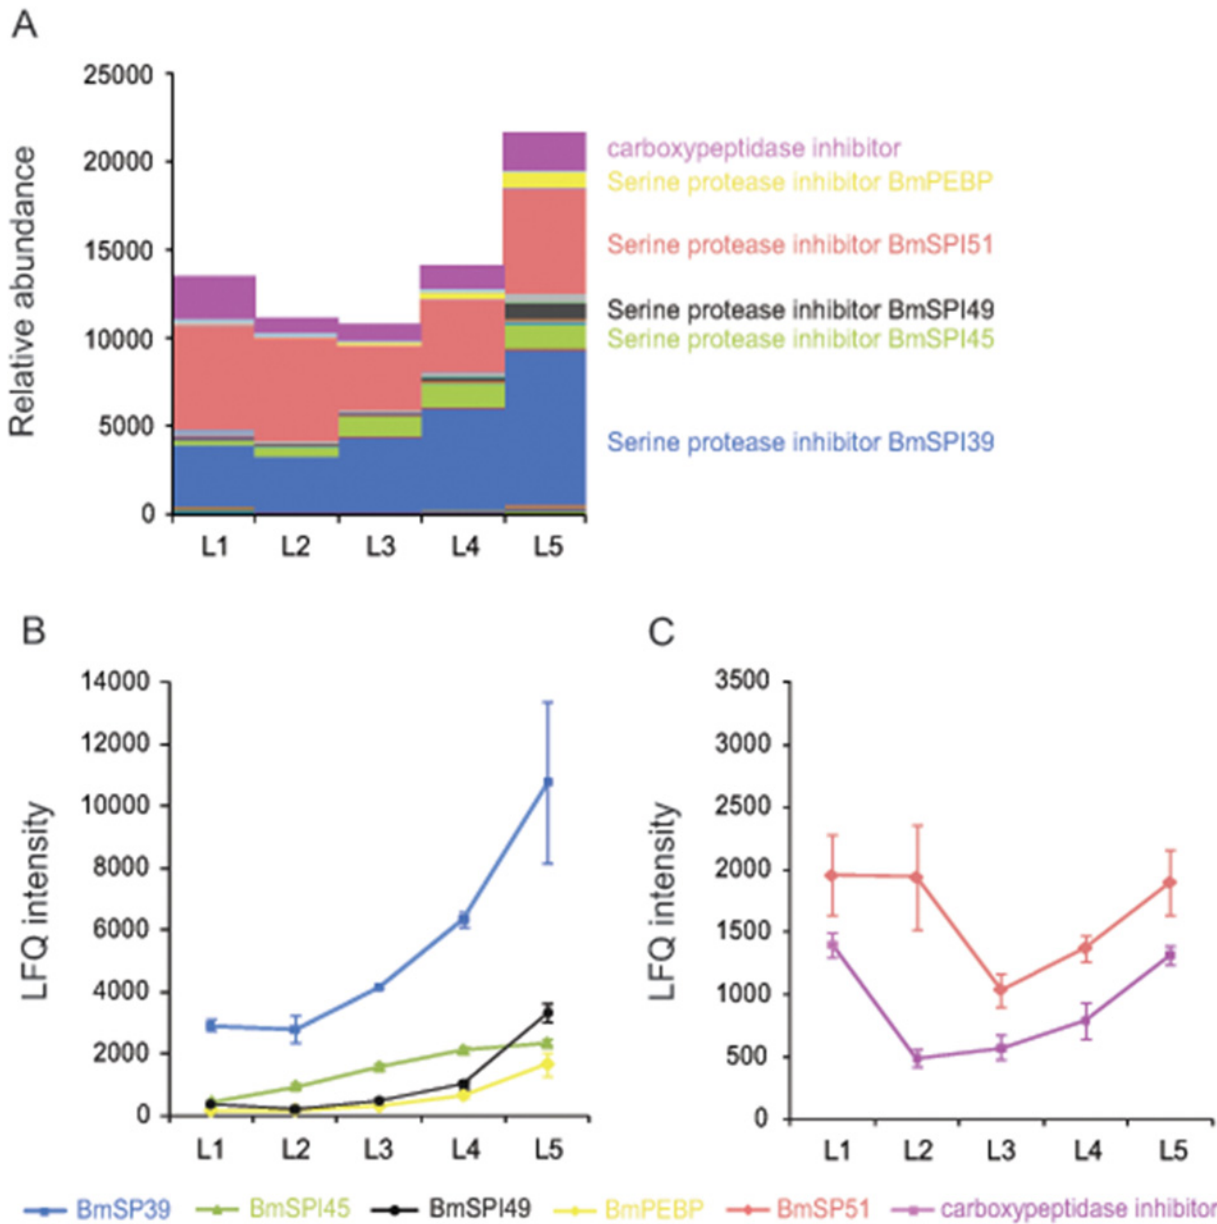 A
Relative abundance
25000
20000
15000
10000
5000
0
L1 L2 L3 L4 L5
carboxypeptidase inhibitor
Serine protease inhibitor BmPEBP
Serine protease inhibitor BmSPI51
Serine protease inhibitor BmSPI49
Serine protease inhibitor BmSPI45
Serine protease inhibitor BmSPI39
B
LFQ intensity
14000
12000
10000
8000
6000
4000
2000
0
L1 L2 L3 L4 L5
C
LFQ intensity
3500
3000
2500
2000
1500
1000
500
0
L1 L2 L3 L4 L5
BmSP39 BmSPI45 BmSPI49 BmPEBP BmSP51 carboxypeptidase inhibitor